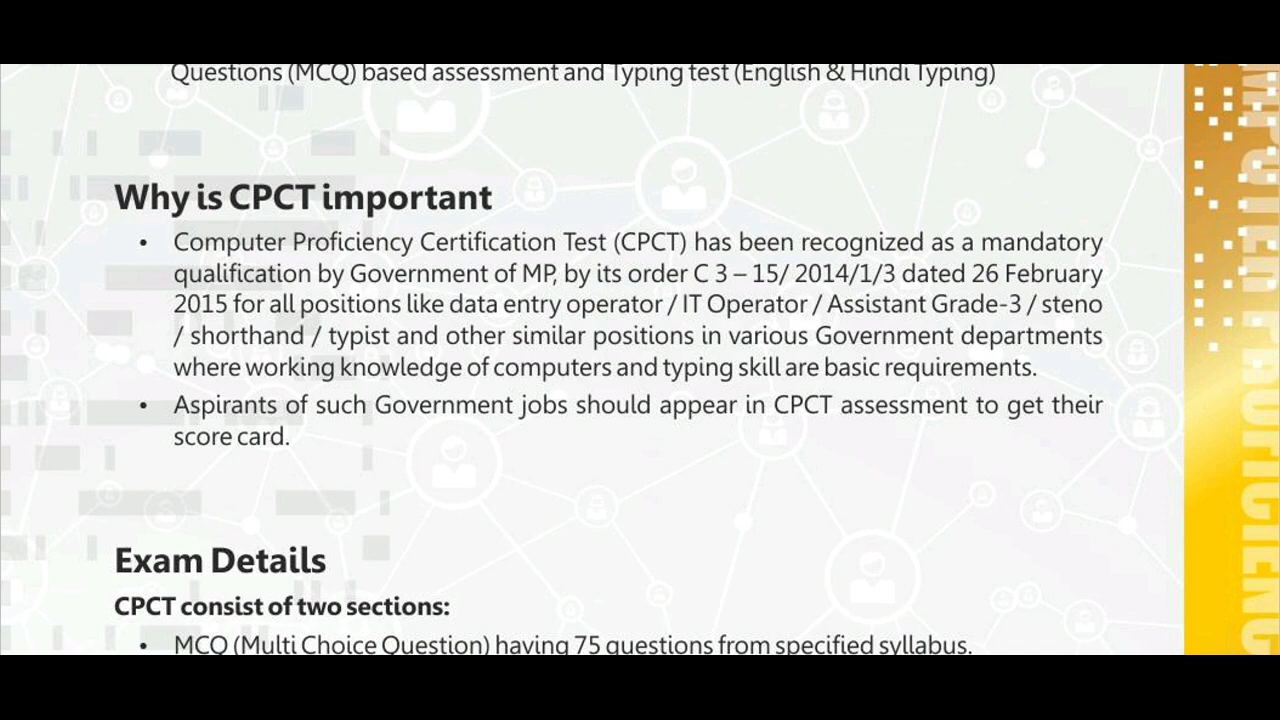 Questions (MCQ) based assessment and Typing test (English & Hindi Typing)
Why is CPCT important
• Computer Proficiency Certification Test (CPCT) has been recognized as a mandatory
qualification by Government of MP, by its order C 3 – 15/ 2014/1/3 dated 26 February
2015 for all positions like data entry operator / IT Operator / Assistant Grade-3 / steno
/ shorthand / typist and other similar positions in various Government departments
where working knowledge of computers and typing skill are basic requirements.
• Aspirants of such Government jobs should appear in CPCT assessment to get their
score card.
Exam Details
CPCT consist of two sections:
• MCQ (Multi Choice Question) having 75 questions from specified syllabus.